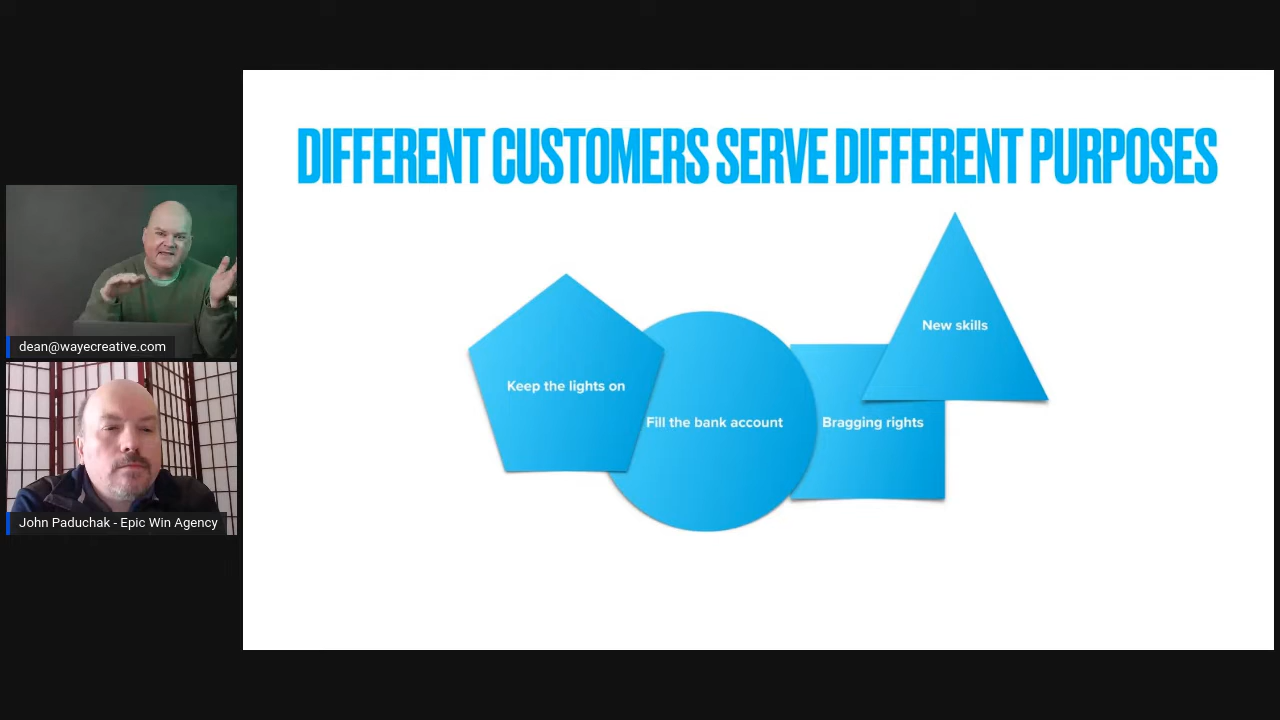 DIFFERENT CUSTOMERS SERVE DIFFERENT PURPOSES
New skills
Keep the lights on
Fill the bank account
Bragging rights
dean@wayecreative.com
John Paduchak - Epic Win Agency